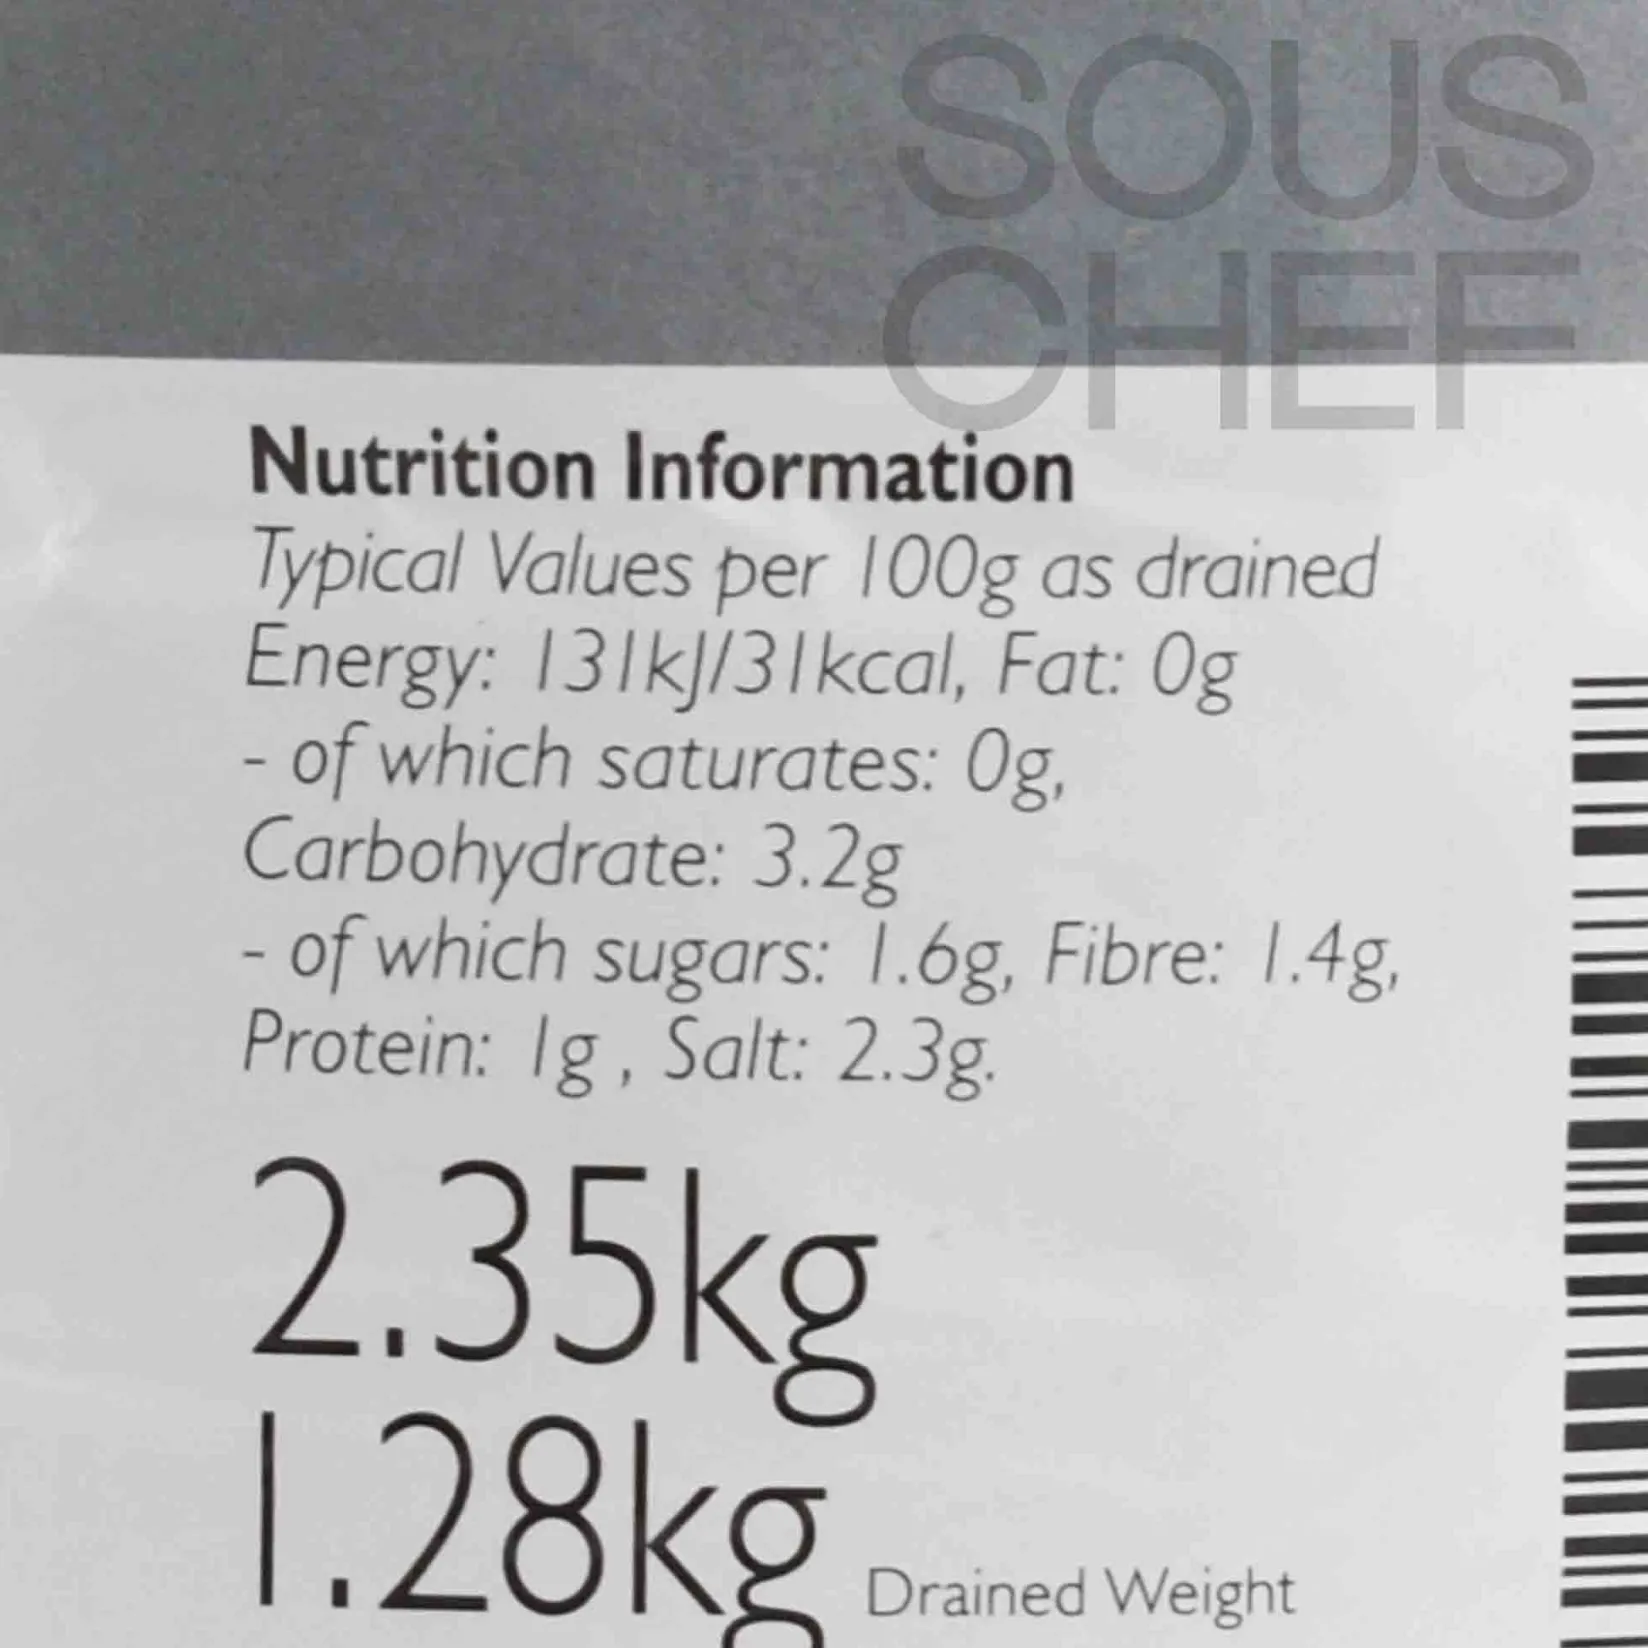 SOUS
CHEF
Nutrition Information
Typical Values per 100g as drained
Energy: 131kJ/31kcal, Fat: 0g
- of which saturates: 0g,
Carbohydrate: 3.2g
- of which sugars: 1.6g, Fibre: 1.4g,
Protein: 1g , Salt: 2.3g.
2.35kg
1.28kg Drained Weight